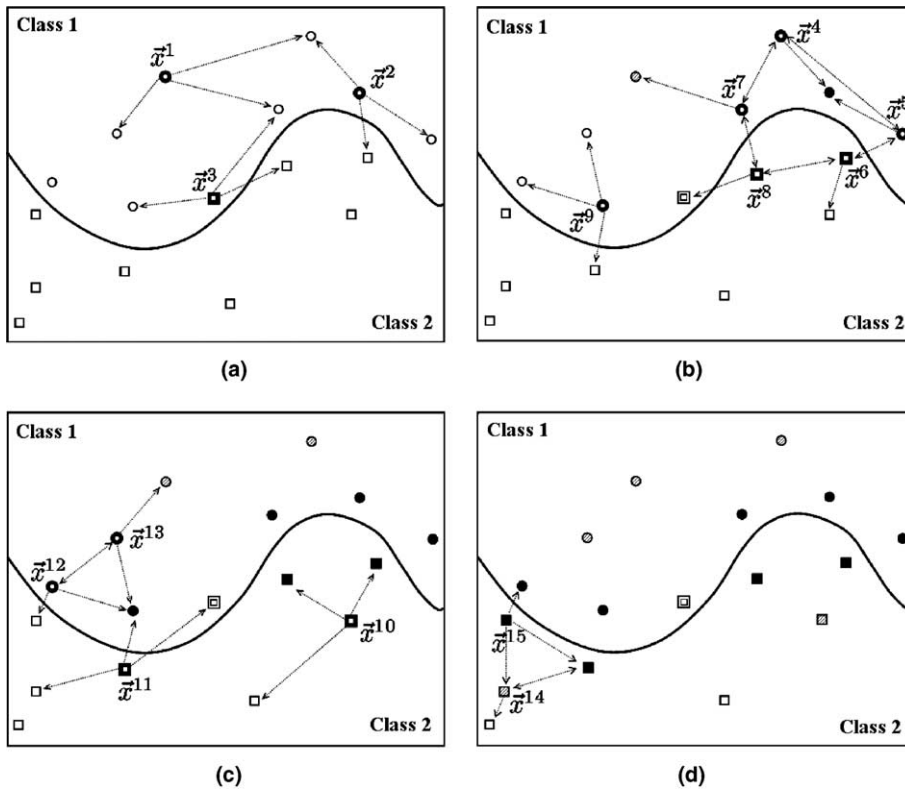 Class 1
x⃗¹
x⃗²
x⃗³
Class 2
(a)
Class 1
x⃗⁴
x⃗⁷
x⃗⁵
x⃗⁶
x⃗⁸
x⃗⁹
Class 2
(b)
Class 1
x⃗¹³
x⃗¹²
x⃗¹⁰
x⃗¹¹
Class 2
(c)
Class 1
x⃗¹⁵
x⃗¹⁴
Class 2
(d)